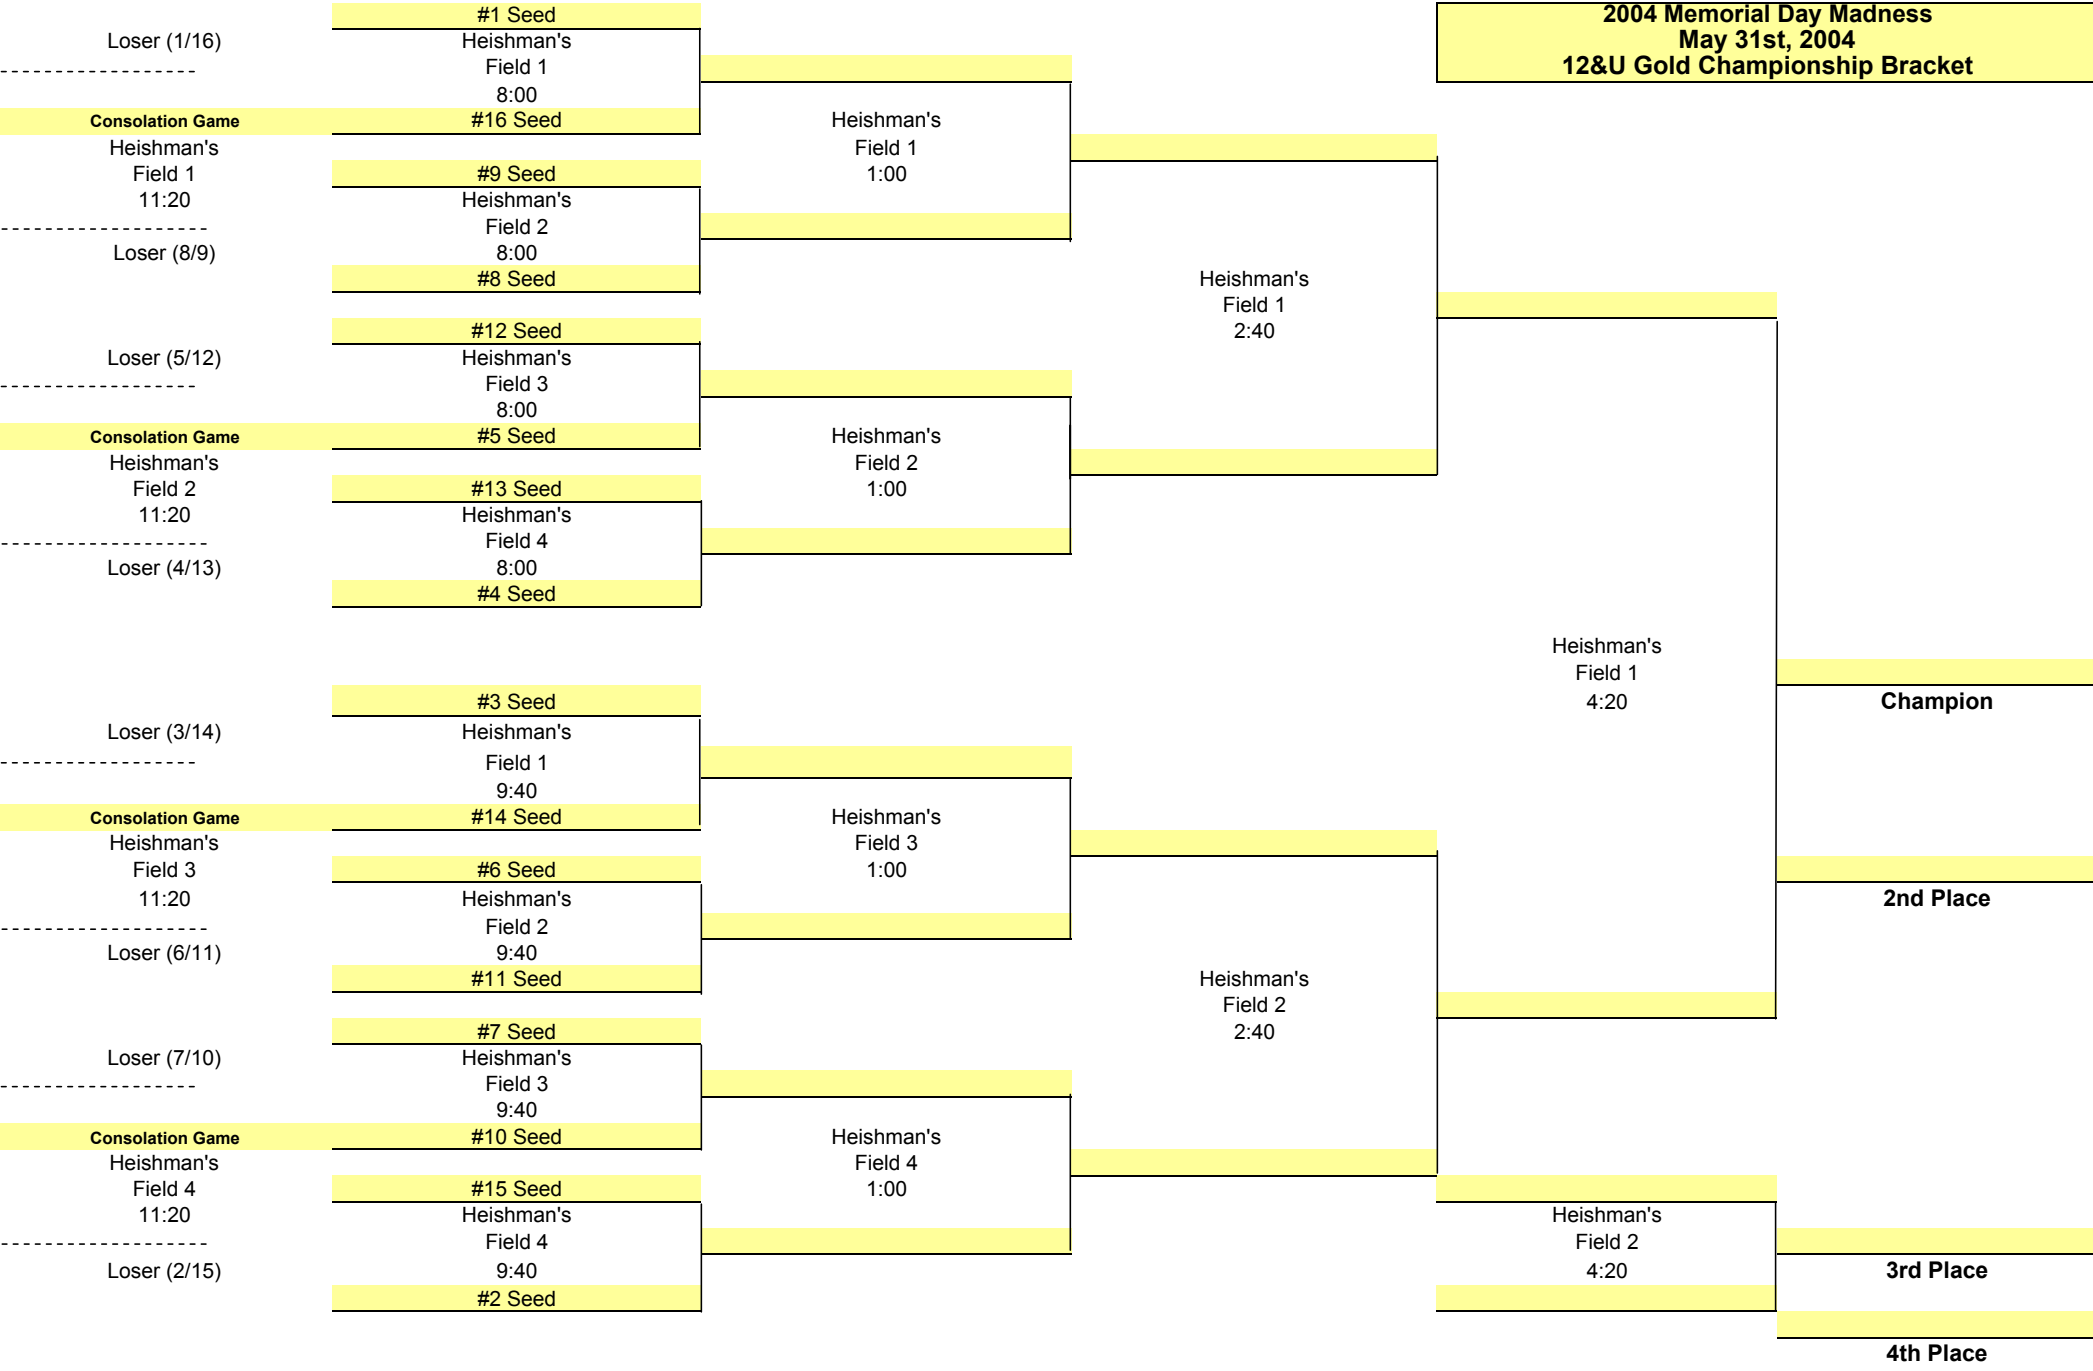 2004 Memorial Day Madness
May 31st, 2004
12&U Gold Championship Bracket
Loser (1/16)
------------------
Consolation Game
Heishman's
Field 1
11:20
-------------------
Loser (8/9)
Loser (5/12)
------------------
Consolation Game
Heishman's
Field 2
11:20
-------------------
Loser (4/13)
Loser (3/14)
------------------
Consolation Game
Heishman's
Field 3
11:20
-------------------
Loser (6/11)
Loser (7/10)
------------------
Consolation Game
Heishman's
Field 4
11:20
-------------------
Loser (2/15)
#1 Seed
Heishman's
Field 1
8:00
#16 Seed
#9 Seed
Heishman's
Field 2
8:00
#8 Seed
#12 Seed
Heishman's
Field 3
8:00
#5 Seed
#13 Seed
Heishman's
Field 4
8:00
#4 Seed
#3 Seed
Heishman's
Field 1
9:40
#14 Seed
#6 Seed
Heishman's
Field 2
9:40
#11 Seed
#7 Seed
Heishman's
Field 3
9:40
#10 Seed
#15 Seed
Heishman's
Field 4
9:40
#2 Seed
Heishman's
Field 1
1:00
Heishman's
Field 2
1:00
Heishman's
Field 3
1:00
Heishman's
Field 4
1:00
Heishman's
Field 1
2:40
Heishman's
Field 2
2:40
Heishman's
Field 1
4:20
Heishman's
Field 2
4:20
Champion
2nd Place
3rd Place
4th Place